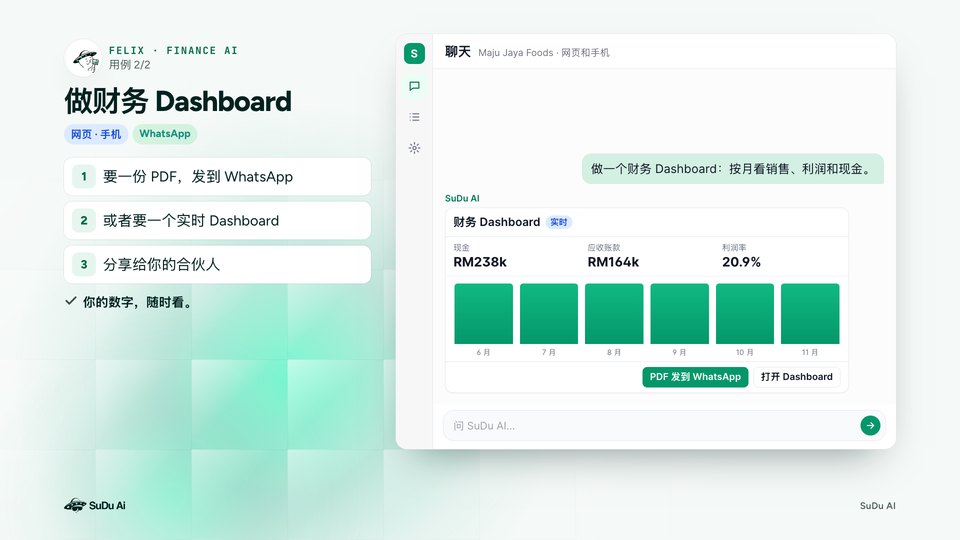 FELIX · FINANCE AI
用例 2/2
做财务 Dashboard
网页 · 手机
WhatsApp
1 要一份 PDF，发到 WhatsApp
2 或者要一个实时 Dashboard
3 分享给你的合伙人
你的数字，随时看。
SuDu Ai
S
聊天 Maju Jaya Foods · 网页和手机
做一个财务 Dashboard：按月看销售、利润和现金。
SuDu AI
财务 Dashboard 实时
现金 应收账款 利润率
RM238k RM164k 20.9%
6 月 7 月 8 月 9 月 10 月 11 月
PDF 发到 WhatsApp 打开 Dashboard
问 SuDu AI...
SuDu AI